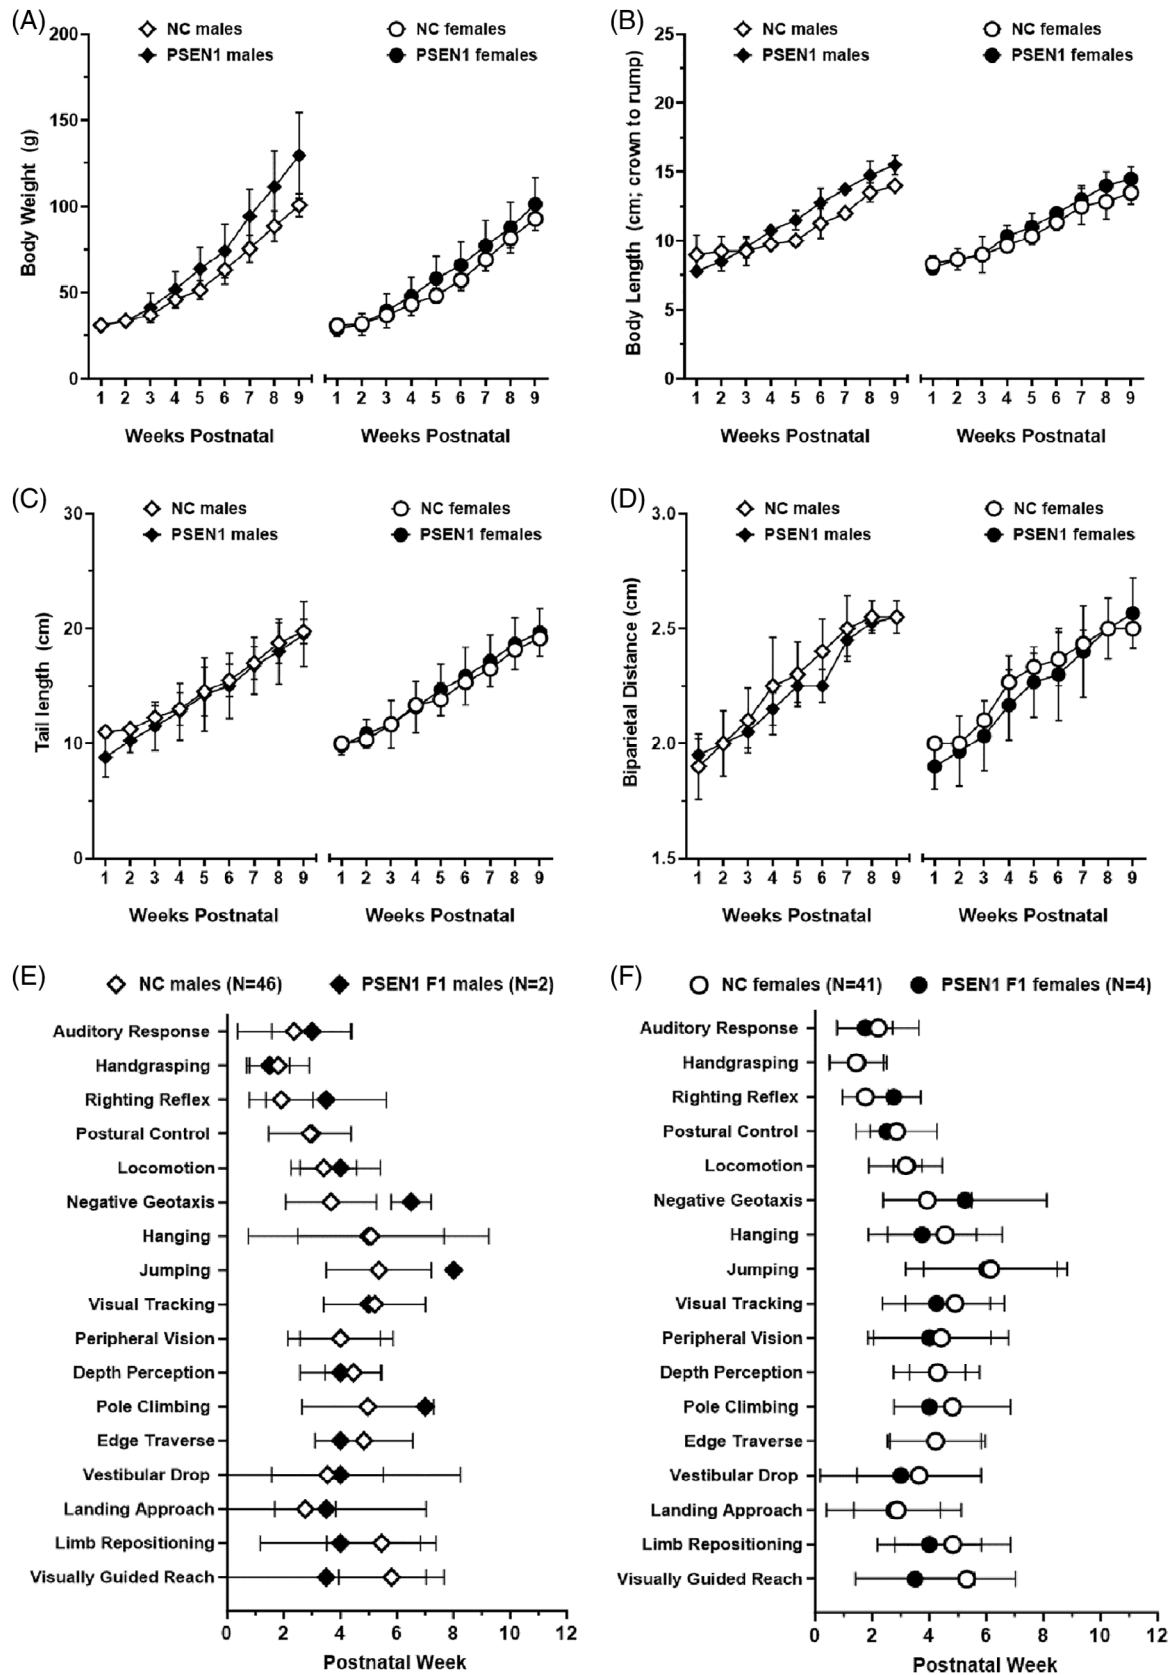 (A)
NC males
NC females
PSEN1 males
PSEN1 females
200
150
100
50
0
Body Weight (g)
1 2 3 4 5 6 7 8 9
1 2 3 4 5 6 7 8 9
Weeks Postnatal
Weeks Postnatal
(B)
NC males
NC females
PSEN1 males
PSEN1 females
25
20
15
10
5
0
Body Length (cm; crown to rump)
1 2 3 4 5 6 7 8 9
1 2 3 4 5 6 7 8 9
Weeks Postnatal
Weeks Postnatal
(C)
NC males
NC females
PSEN1 males
PSEN1 females
30
20
10
0
Tail length (cm)
1 2 3 4 5 6 7 8 9
1 2 3 4 5 6 7 8 9
Weeks Postnatal
Weeks Postnatal
(D)
NC males
NC females
PSEN1 males
PSEN1 females
3.0
2.5
2.0
1.5
Biparietal Distance (cm)
1 2 3 4 5 6 7 8 9
1 2 3 4 5 6 7 8 9
Weeks Postnatal
Weeks Postnatal
(E)
NC males (N=46)
PSEN1 F1 males (N=2)
Auditory Response
Handgrasping
Righting Reflex
Postural Control
Locomotion
Negative Geotaxis
Hanging
Jumping
Visual Tracking
Peripheral Vision
Depth Perception
Pole Climbing
Edge Traverse
Vestibular Drop
Landing Approach
Limb Repositioning
Visually Guided Reach
0 2 4 6 8 10 12
Postnatal Week
(F)
NC females (N=41)
PSEN1 F1 females (N=4)
Auditory Response
Handgrasping
Righting Reflex
Postural Control
Locomotion
Negative Geotaxis
Hanging
Jumping
Visual Tracking
Peripheral Vision
Depth Perception
Pole Climbing
Edge Traverse
Vestibular Drop
Landing Approach
Limb Repositioning
Visually Guided Reach
0 2 4 6 8 10 12
Postnatal Week